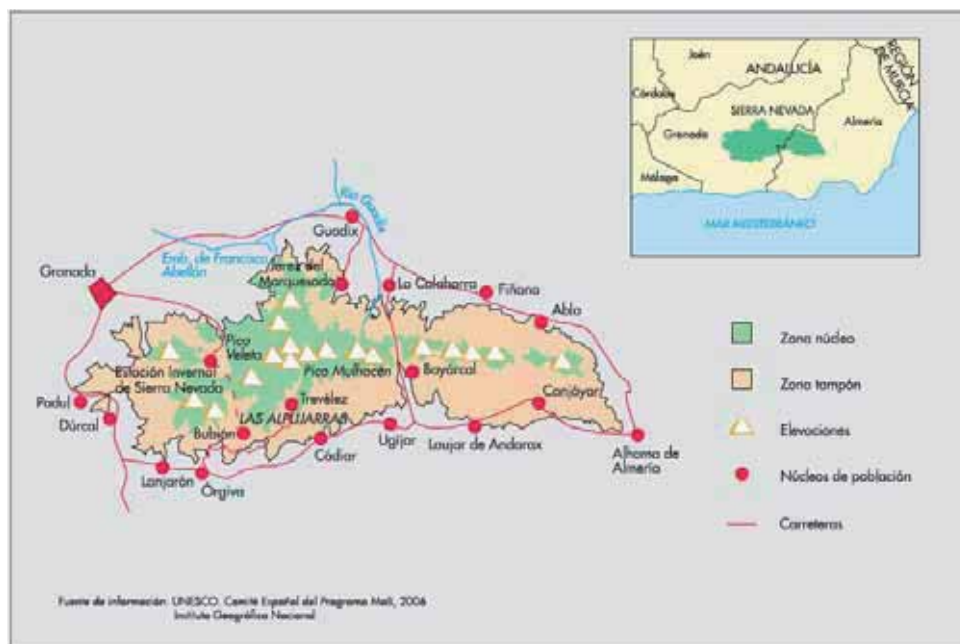 Jaén
ANDALUCÍA
REGIÓN
DE MURCIA
Córdoba
SIERRA NEVADA
Granada
Almería
Málaga
MAR MEDITERRÁNEO
Río Guadix
Guadix
Emb. de Francisco
Abellán
Granada
Jerez del
Marquesado
La Calahorra
Fiñana
Abla
Pico
Veleta
Estación Invernal
de Sierra Nevada
Pico Mulhacén
Bayárcal
Canjáyar
Padul
Trevélez
LAS ALPUJARRAS
Dúrcal
Bubión
Cádiar
Ugíjar
Laujar de Andarax
Alhama de
Almería
Lanjarón
Órgiva
Zona núcleo
Zona tampón
Elevaciones
Núcleos de población
Carreteras
Fuente de información: UNESCO. Comité Español del Programa MaB, 2006
Instituto Geográfico Nacional